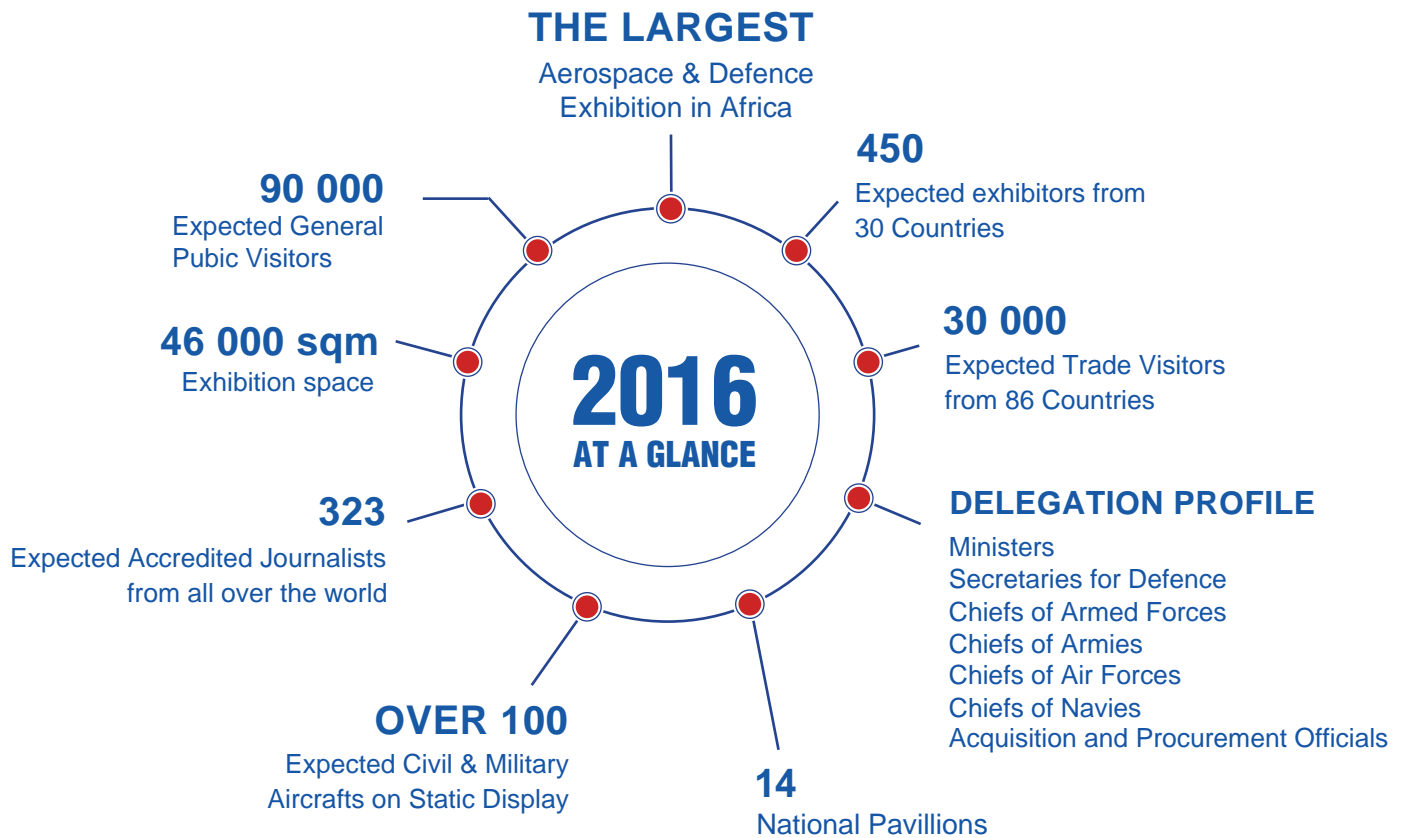 THE LARGEST
Aerospace & Defence
Exhibition in Africa
450
Expected exhibitors from
30 Countries
30 000
Expected Trade Visitors
from 86 Countries
DELEGATION PROFILE
Ministers
Secretaries for Defence
Chiefs of Armed Forces
Chiefs of Armies
Chiefs of Air Forces
Chiefs of Navies
Acquisition and Procurement Officials
14
National Pavillions
OVER 100
Expected Civil & Military
Aircrafts on Static Display
323
Expected Accredited Journalists
from all over the world
46 000 sqm
Exhibition space
90 000
Expected General
Pubic Visitors
2016
AT A GLANCE